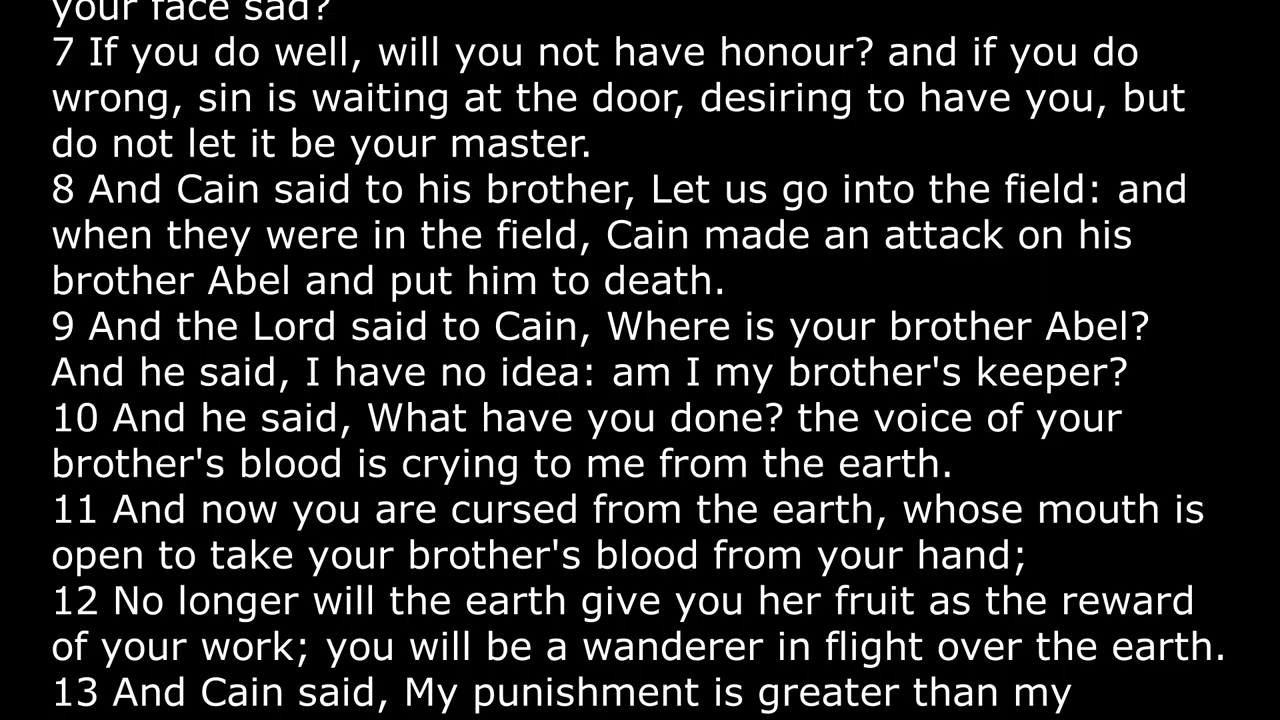 your face sad?
7 If you do well, will you not have honour? and if you do
wrong, sin is waiting at the door, desiring to have you, but
do not let it be your master.
8 And Cain said to his brother, Let us go into the field: and
when they were in the field, Cain made an attack on his
brother Abel and put him to death.
9 And the Lord said to Cain, Where is your brother Abel?
And he said, I have no idea: am I my brother's keeper?
10 And he said, What have you done? the voice of your
brother's blood is crying to me from the earth.
11 And now you are cursed from the earth, whose mouth is
open to take your brother's blood from your hand;
12 No longer will the earth give you her fruit as the reward
of your work; you will be a wanderer in flight over the earth.
13 And Cain said, My punishment is greater than my